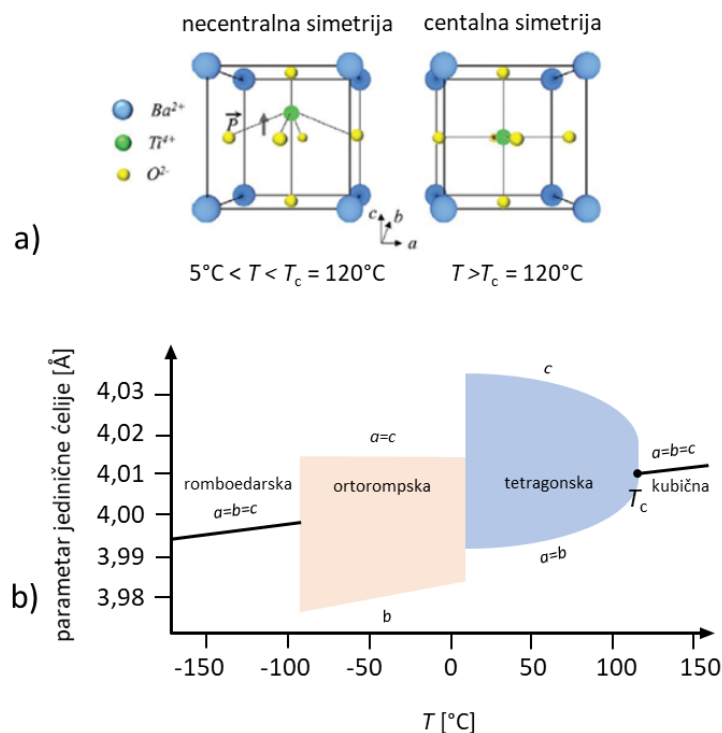 necentralna simetrija
centalna simetrija
Ba²⁺
Ti⁴⁺
O²⁻
P
c
b
a
a)
5°C < T < Tc = 120°C
T >Tc = 120°C
parametar jedinične ćelije [Å]
4,03
4,02
4,01
4,00
3,99
3,98
romboedarska
a=b=c
a=c
ortorompska
b
c
tetragonska
a=b
a=b=c
kubična
Tc
b)
-150
-100
-50
0
50
100
150
T [°C]